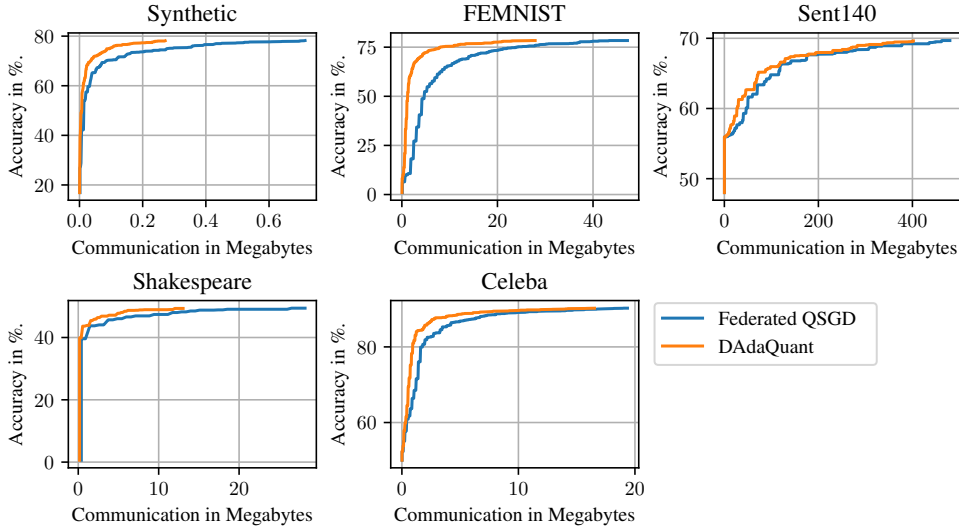 Synthetic
FEMNIST
Sent140
Accuracy in %.
80
60
40
20
0.0 0.2 0.4 0.6
Communication in Megabytes
Accuracy in %.
75
50
25
0
0 20 40
Communication in Megabytes
Accuracy in %.
70
60
50
0 200 400
Communication in Megabytes
Shakespeare
Celeba
Accuracy in %.
40
20
0
0 10 20
Communication in Megabytes
Accuracy in %.
80
60
0 10 20
Communication in Megabytes
Federated QSGD
DAdaQuant